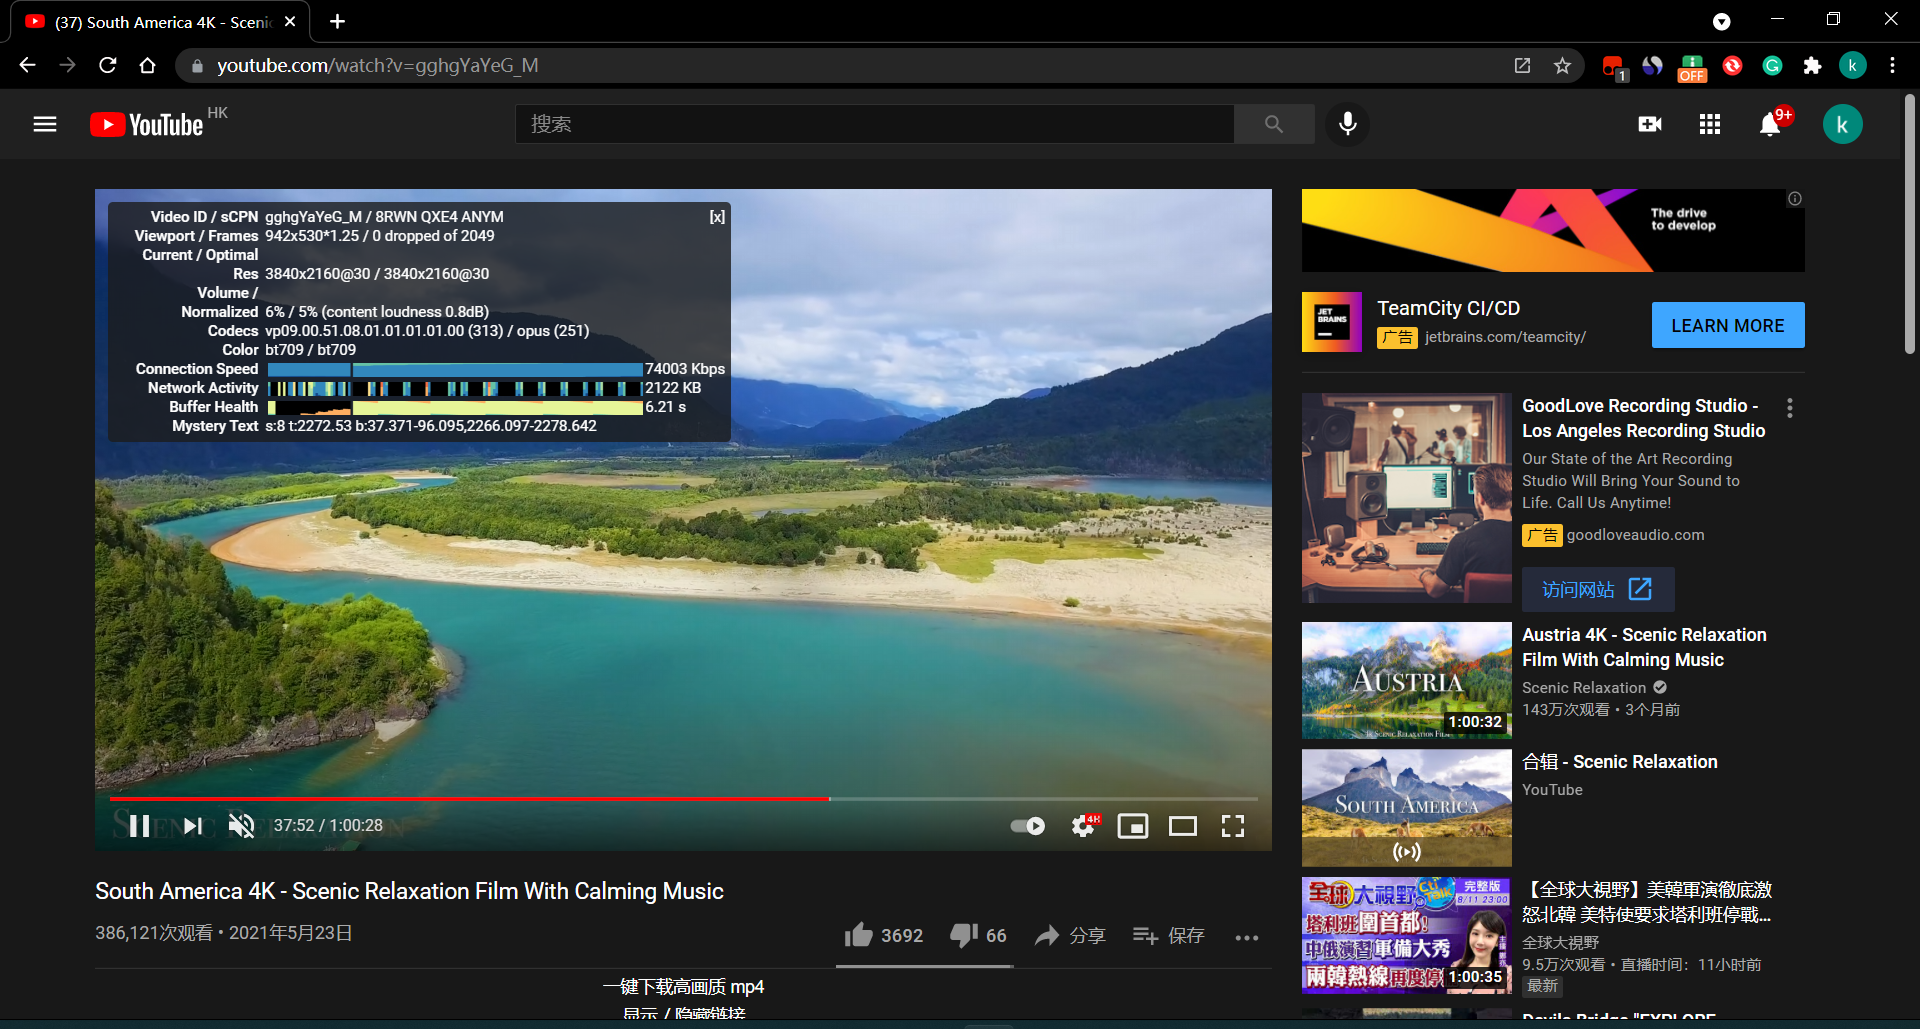 (37) South America 4K - Scenic
youtube.com/watch?v=gghgYaYeG_M
1
OFF
k
YouTube HK
搜索
9+
k
Video ID / sCPN gghgYaYeG_M / 8RWN QXE4 ANYM [x]
Viewport / Frames 942x530*1.25 / 0 dropped of 2049
Current / Optimal
Res 3840x2160@30 / 3840x2160@30
Volume /
Normalized 6% / 5% (content loudness 0.8dB)
Codecs vp09.00.51.08.01.01.01.01.00 (313) / opus (251)
Color bt709 / bt709
Connection Speed 74003 Kbps
Network Activity 2122 KB
Buffer Health 6.21 s
Mystery Text s:8 t:2272.53 b:37.371-96.095,2266.097-2278.642
SCENIC RELAXATION
37:52 / 1:00:28
4K
South America 4K - Scenic Relaxation Film With Calming Music
386,121次观看 • 2021年5月23日
3692
66
分享
保存
一键下载高画质 mp4
显示 / 隐藏链接
The drive
to develop
JET
BRAINS
TeamCity CI/CD
广告 jetbrains.com/teamcity/
LEARN MORE
GoodLove Recording Studio -
Los Angeles Recording Studio
Our State of the Art Recording
Studio Will Bring Your Sound to
Life. Call Us Anytime!
广告 goodloveaudio.com
访问网站
AUSTRIA
1:00:32
Austria 4K - Scenic Relaxation
Film With Calming Music
Scenic Relaxation
143万次观看 • 3个月前
SOUTH AMERICA
合辑 - Scenic Relaxation
YouTube
全球大視野
CtiTalk
完整版
8/11 23:00
塔利班圍首都!
中俄演習軍備大秀
兩韓熱線再度停
1:00:35
【全球大視野】美韓軍演徹底激
怒北韓 美特使要求塔利班停戰...
全球大視野
9.5万次观看 • 直播时间：11小时前
最新
Devils Bridge "EXPLORE